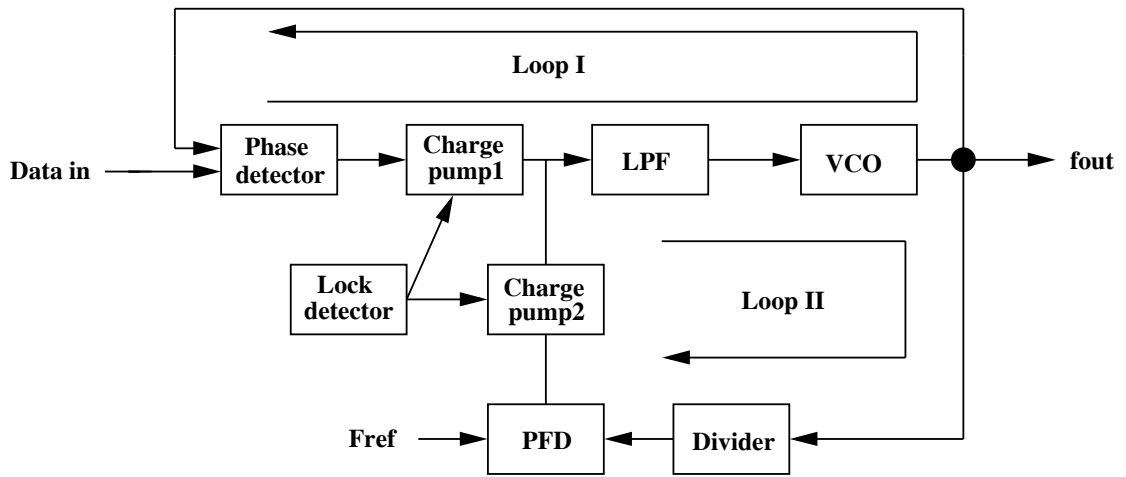 Loop I
Data in
Phase
detector
Charge
pump1
LPF
VCO
fout
Lock
detector
Charge
pump2
Loop II
Fref
PFD
Divider